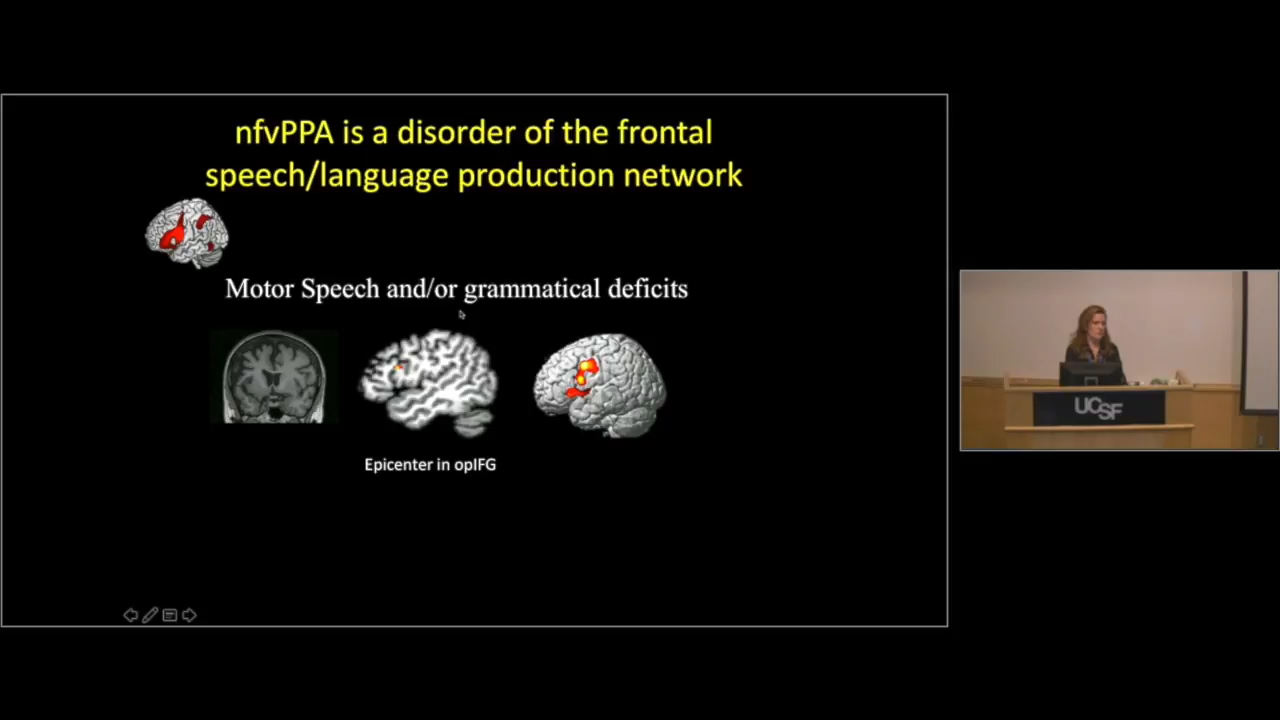 nfvPPA is a disorder of the frontal
speech/language production network
Motor Speech and/or grammatical deficits
Epicenter in opIFG
UCSF